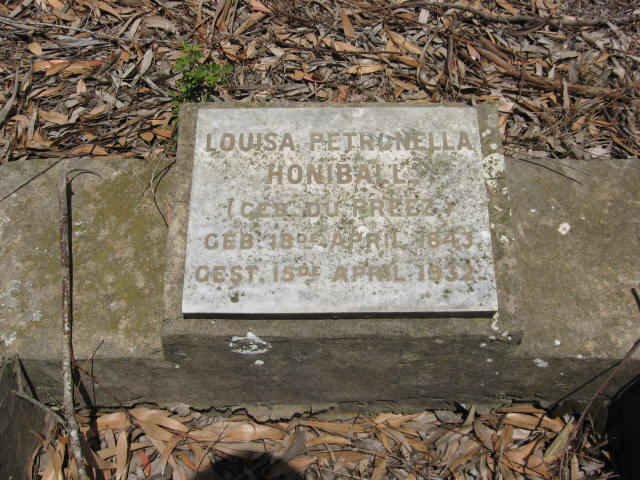 LOUISA PETRONELLA
HONIBALL
(GEB. DU PREEZ)
GEB. 18DE APRIL 1843
GEST. 15DE APRIL 1932